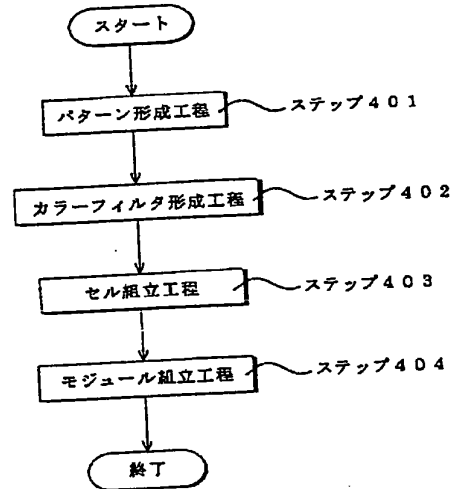 スタート
パターン形成工程
ステップ401
カラーフィルタ形成工程
ステップ402
セル組立工程
ステップ403
モジュール組立工程
ステップ404
終了